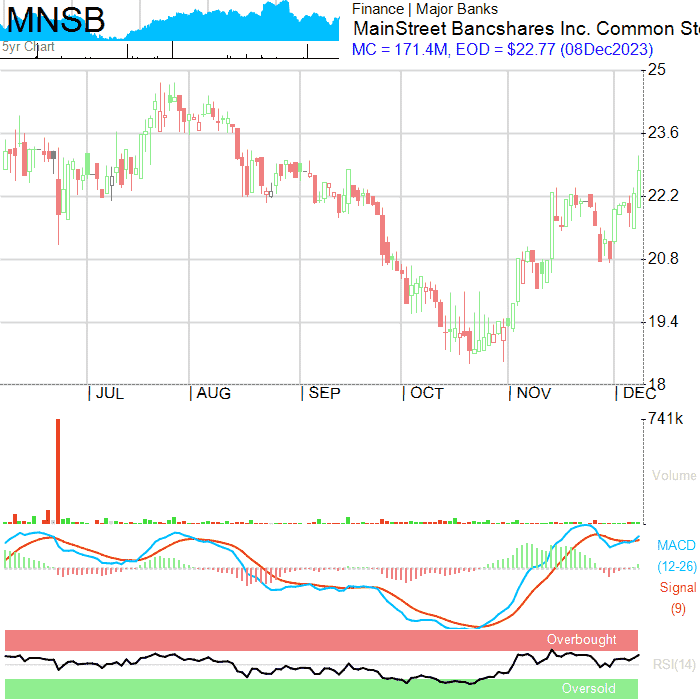 MNSB
5yr Chart
Finance | Major Banks
MainStreet Bancshares Inc. Common Sto
MC = 171.4M, EOD = $22.77 (08Dec2023)
25
23.6
22.2
20.8
19.4
18
| JUL | AUG | SEP | OCT | NOV | DEC
741k
Volume
MACD
(12-26)
Signal
(9)
Overbought
RSI(14)
Oversold